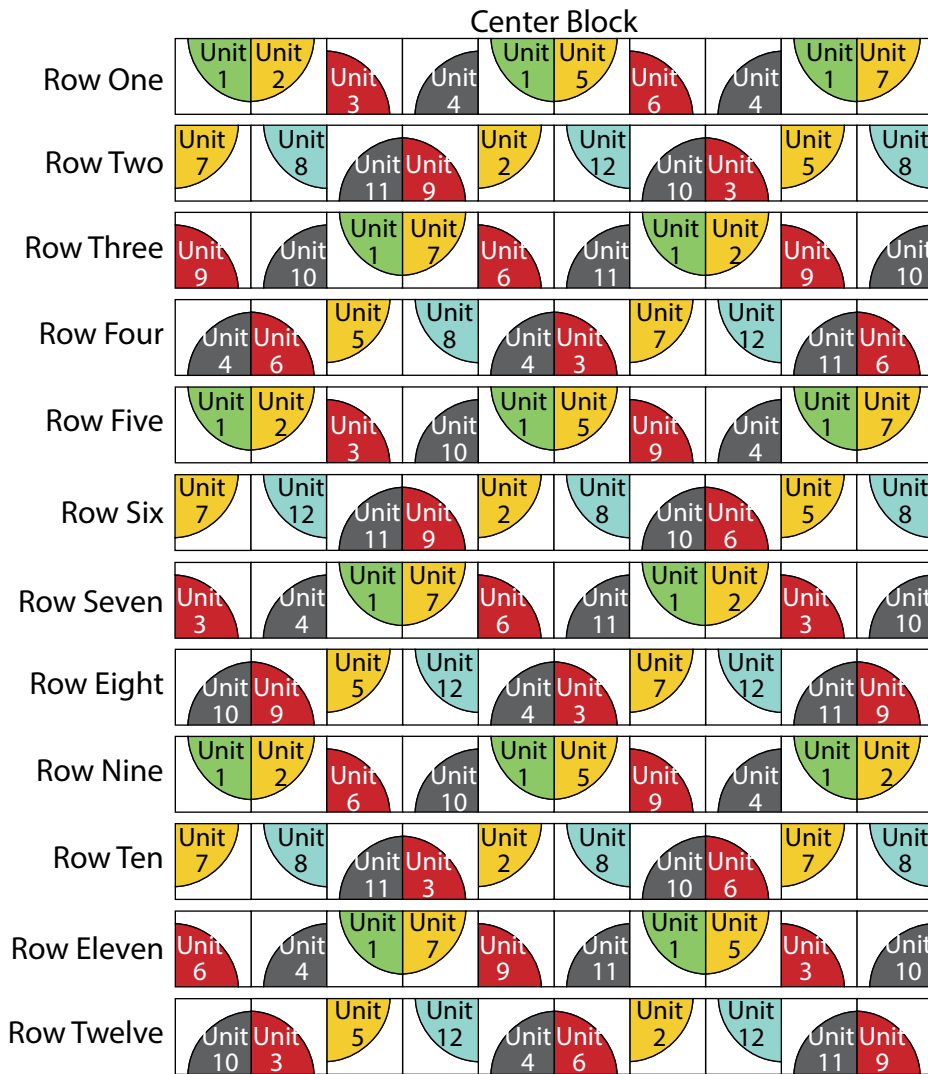 Center Block
Row One Unit 1 Unit 2 Unit 3 Unit 4 Unit 1 Unit 5 Unit 6 Unit 4 Unit 1 Unit 7
Row Two Unit 7 Unit 8 Unit 11 Unit 9 Unit 2 Unit 12 Unit 10 Unit 3 Unit 5 Unit 8
Row Three Unit 9 Unit 10 Unit 1 Unit 7 Unit 6 Unit 11 Unit 1 Unit 2 Unit 9 Unit 10
Row Four Unit 4 Unit 6 Unit 5 Unit 8 Unit 4 Unit 3 Unit 7 Unit 12 Unit 11 Unit 6
Row Five Unit 1 Unit 2 Unit 3 Unit 10 Unit 1 Unit 5 Unit 9 Unit 4 Unit 1 Unit 7
Row Six Unit 7 Unit 12 Unit 11 Unit 9 Unit 2 Unit 8 Unit 10 Unit 6 Unit 5 Unit 8
Row Seven Unit 3 Unit 4 Unit 1 Unit 7 Unit 6 Unit 11 Unit 1 Unit 2 Unit 3 Unit 10
Row Eight Unit 10 Unit 9 Unit 5 Unit 12 Unit 4 Unit 3 Unit 7 Unit 12 Unit 11 Unit 9
Row Nine Unit 1 Unit 2 Unit 6 Unit 10 Unit 1 Unit 5 Unit 9 Unit 4 Unit 1 Unit 2
Row Ten Unit 7 Unit 8 Unit 11 Unit 3 Unit 2 Unit 8 Unit 10 Unit 6 Unit 7 Unit 8
Row Eleven Unit 6 Unit 4 Unit 1 Unit 7 Unit 9 Unit 11 Unit 1 Unit 5 Unit 3 Unit 10
Row Twelve Unit 10 Unit 3 Unit 5 Unit 12 Unit 4 Unit 6 Unit 2 Unit 12 Unit 11 Unit 9